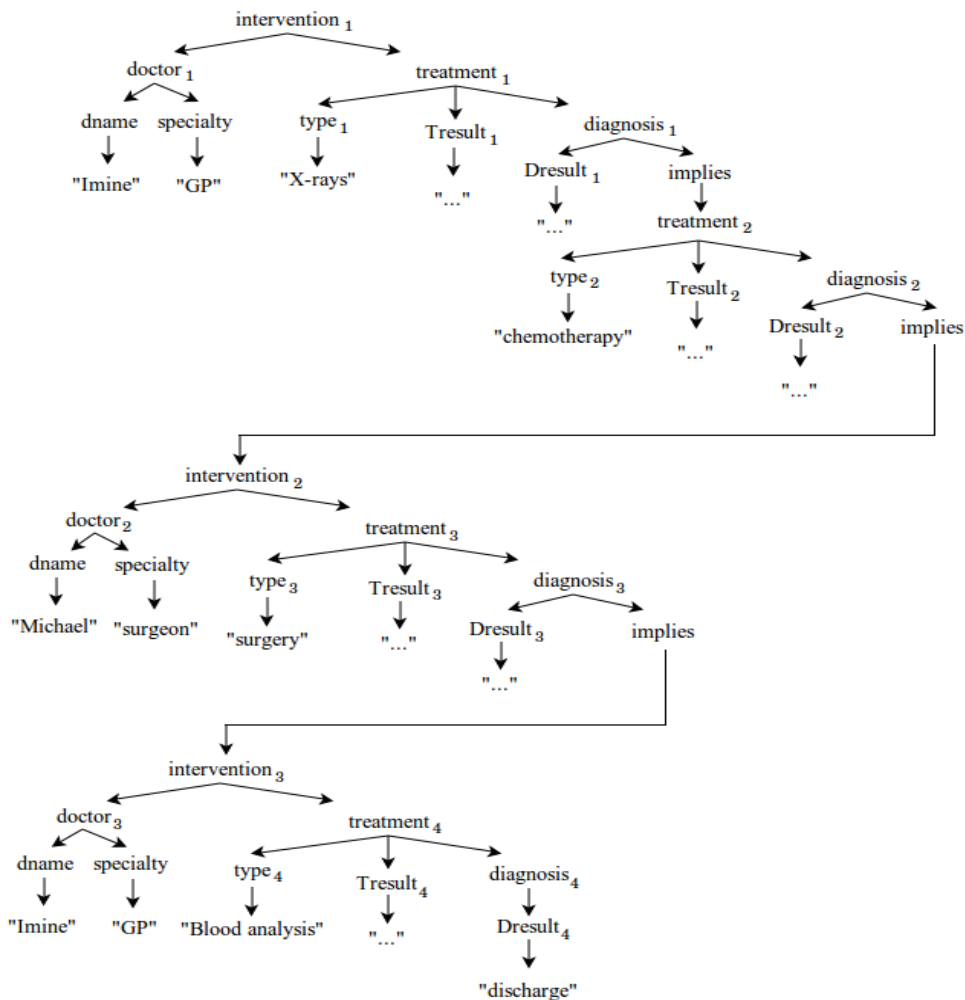 intervention 1
doctor 1 treatment 1
dname specialty type 1 Tresult 1 diagnosis 1
"Imine" "GP" "X-rays" "..." Dresult 1 implies
"..." treatment 2
type 2 Tresult 2 diagnosis 2
"chemotherapy" "..." Dresult 2 implies
"..."
intervention 2
doctor 2 treatment 3
dname specialty type 3 Tresult 3 diagnosis 3
"Michael" "surgeon" "surgery" "..." Dresult 3 implies
"..."
intervention 3
doctor 3 treatment 4
dname specialty type 4 Tresult 4 diagnosis 4
"Imine" "GP" "Blood analysis" "..." Dresult 4
"discharge"